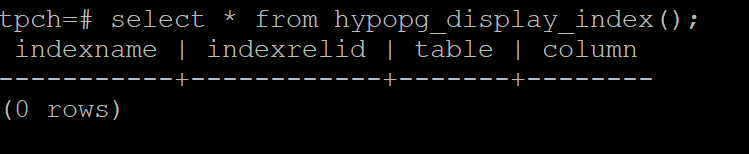 tpch=# select * from hypopg_display_index();
 indexname | indexrelid | table | column
-----------+------------+-------+--------
(0 rows)